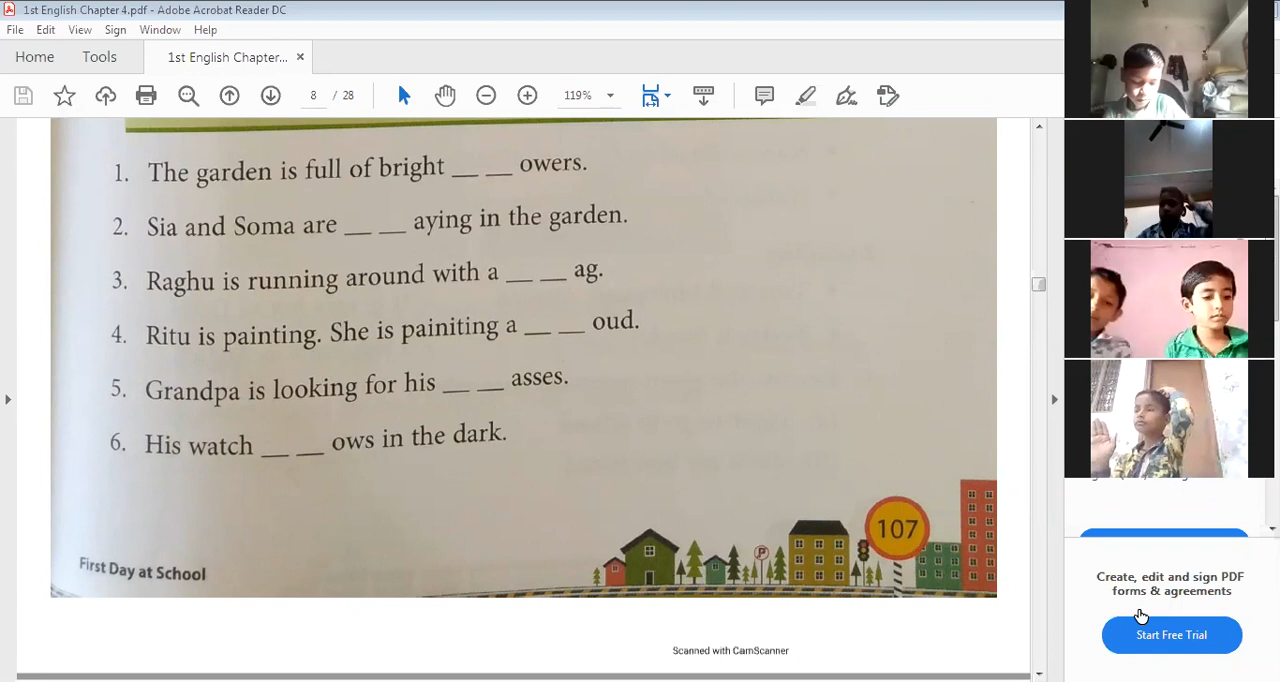 1st English Chapter 4.pdf - Adobe Acrobat Reader DC
File Edit View Sign Window Help
Home Tools 1st English Chapter... ×
8 / 28 119%
1. The garden is full of bright __ __ owers.
2. Sia and Soma are __ __ aying in the garden.
3. Raghu is running around with a __ __ ag.
4. Ritu is painting. She is painiting a __ __ oud.
5. Grandpa is looking for his __ __ asses.
6. His watch __ __ ows in the dark.
P
107
First Day at School
Scanned with CamScanner
Create, edit and sign PDF
forms & agreements
Start Free Trial